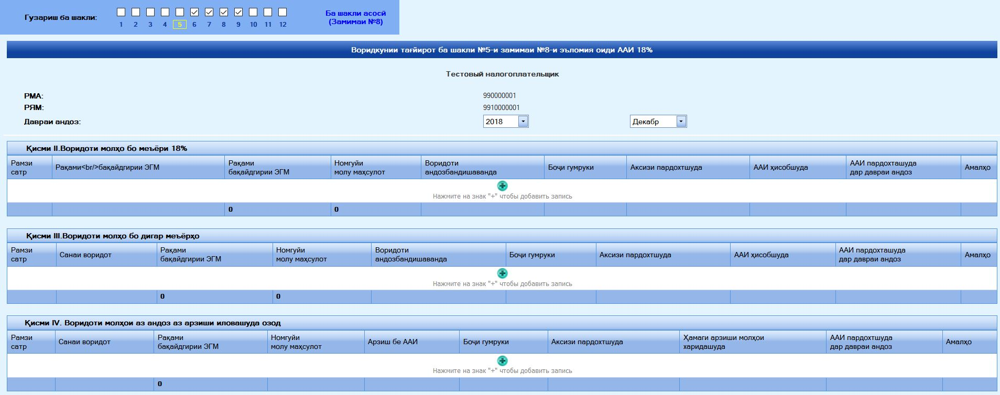 Гузариш ба шакли:
1 2 3 4 5 6 7 8 9 10 11 12
Ба шакли асосӣ
(Замимаи №8)
Воридкунии тағйирот ба шакли №5-и замимаи №8-и эъломия оиди ААИ 18%
Тестовый налогоплательщик
РМА: 990000001
РЯМ: 9910000001
Давраи андоз: 2018 Декабр
Қисми II.Воридоти молҳо бо меъёри 18%
Рамзи
сатр
Рақами<br/>бақайдгирии ЭГМ
Рақами
бақайдгирии ЭГМ
Номгуйи
молу маҳсулот
Воридоти
андозбандишаванда
Боҷи гумруки
Аксизи пардохтшуда
ААИ ҳисобшуда
ААИ пардохташуда
дар давраи андоз
Амалҳо
Нажмите на знак "+" чтобы добавить запись
0 0
Қисми III.Воридоти молҳо бо дигар меъёрҳо
Рамзи
сатр
Санаи воридот
Рақами
бақайдгирии ЭГМ
Номгуйи
молу маҳсулот
Воридоти
андозбандишаванда
Боҷи гумруки
Аксизи пардохтшуда
ААИ ҳисобшуда
ААИ пардохташуда
дар давраи андоз
Амалҳо
Нажмите на знак "+" чтобы добавить запись
0 0
Қисми IV. Воридоти молҳои аз андоз аз арзиши иловашуда озод
Рамзи
сатр
Санаи воридот
Рақами
бақайдгирии ЭГМ
Номгуйи
молу маҳсулот
Арзиш бе ААИ
Боҷи гумруки
Аксизи пардохтшуда
Ҳамаги арзиши молҳои
харидашуда
ААИ пардохтшуда
дар давраи андоз
Амалҳо
Нажмите на знак "+" чтобы добавить запись
0